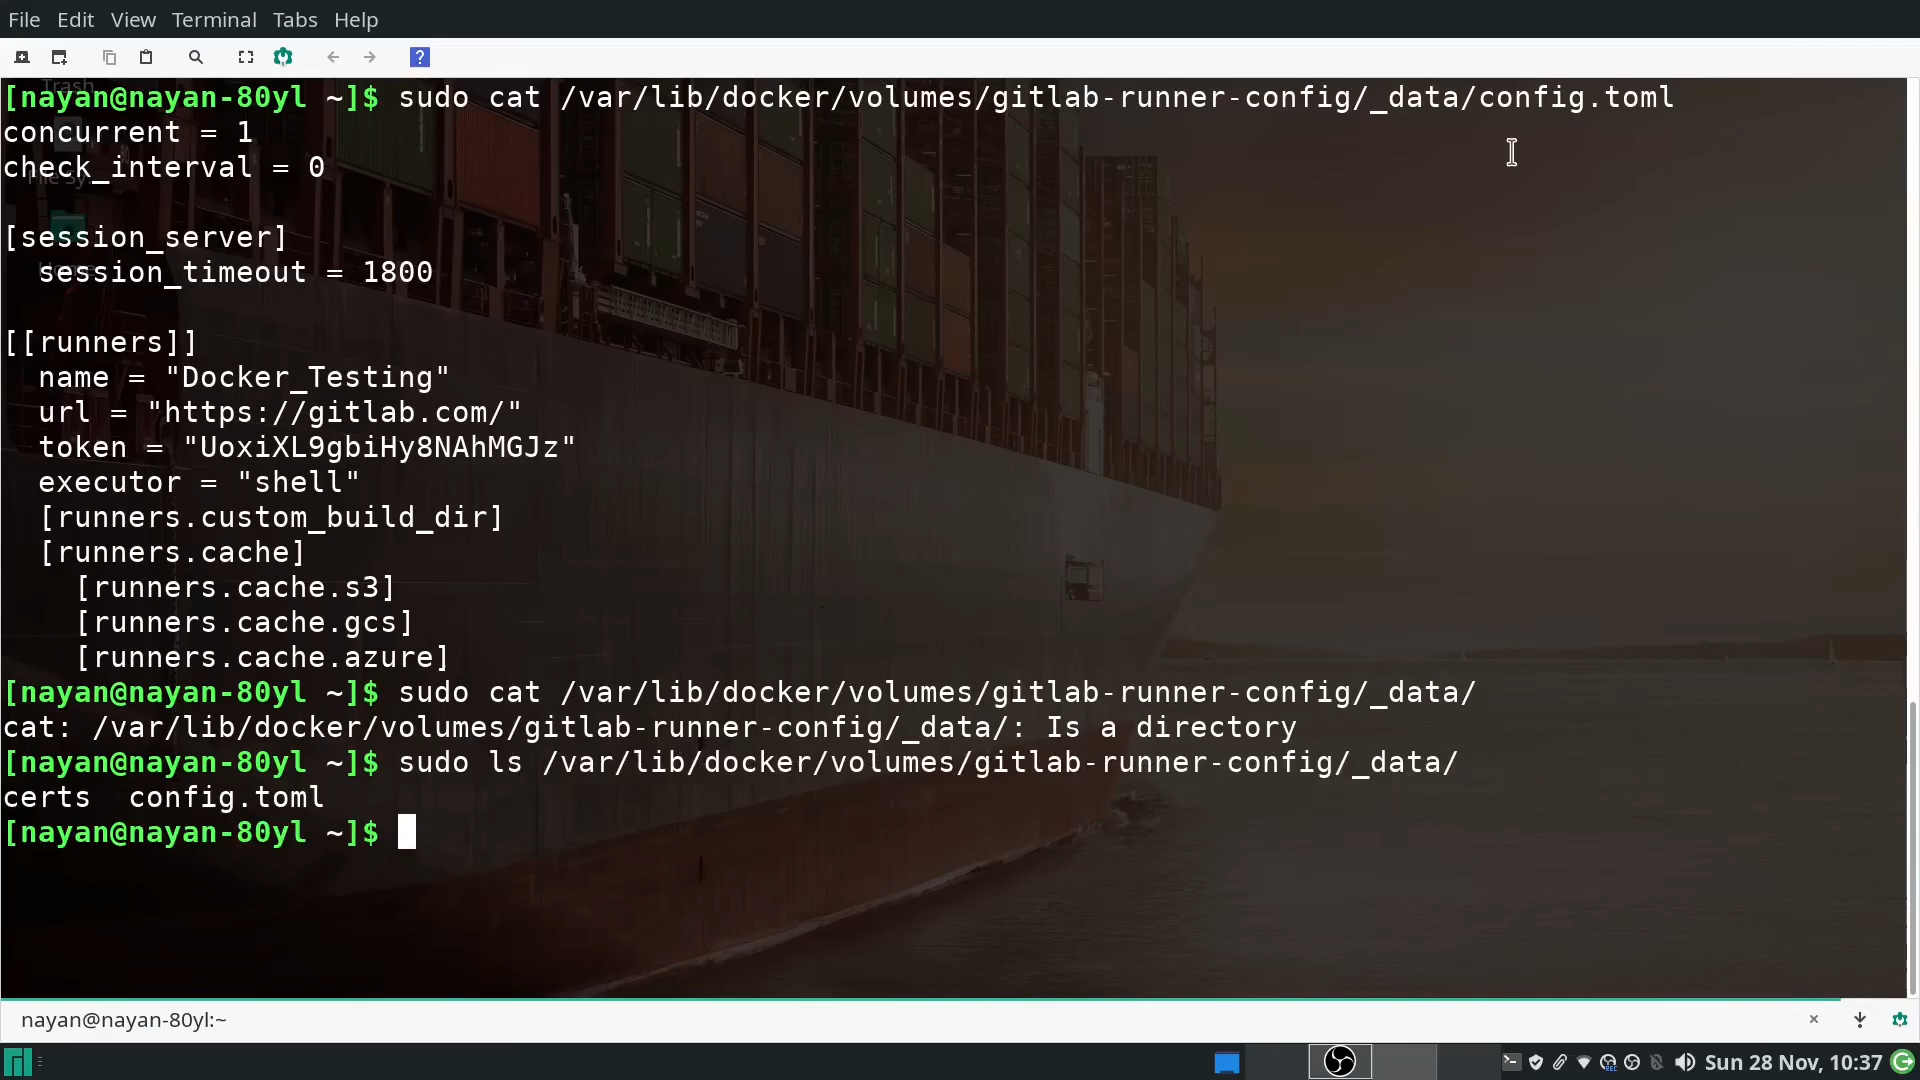 File Edit View Terminal Tabs Help
?
Trash
[nayan@nayan-80yl ~]$ sudo cat /var/lib/docker/volumes/gitlab-runner-config/_data/config.toml
concurrent = 1
check_interval = 0
File Sy
[session_server]
  session_timeout = 1800
[[runners]]
  name = "Docker_Testing"
  url = "https://gitlab.com/"
  token = "UoxiXL9gbiHy8NAhMGJz"
  executor = "shell"
  [runners.custom_build_dir]
  [runners.cache]
    [runners.cache.s3]
    [runners.cache.gcs]
    [runners.cache.azure]
[nayan@nayan-80yl ~]$ sudo cat /var/lib/docker/volumes/gitlab-runner-config/_data/
cat: /var/lib/docker/volumes/gitlab-runner-config/_data/: Is a directory
[nayan@nayan-80yl ~]$ sudo ls /var/lib/docker/volumes/gitlab-runner-config/_data/
certs  config.toml
[nayan@nayan-80yl ~]$
nayan@nayan-80yl:~
Sun 28 Nov, 10:37